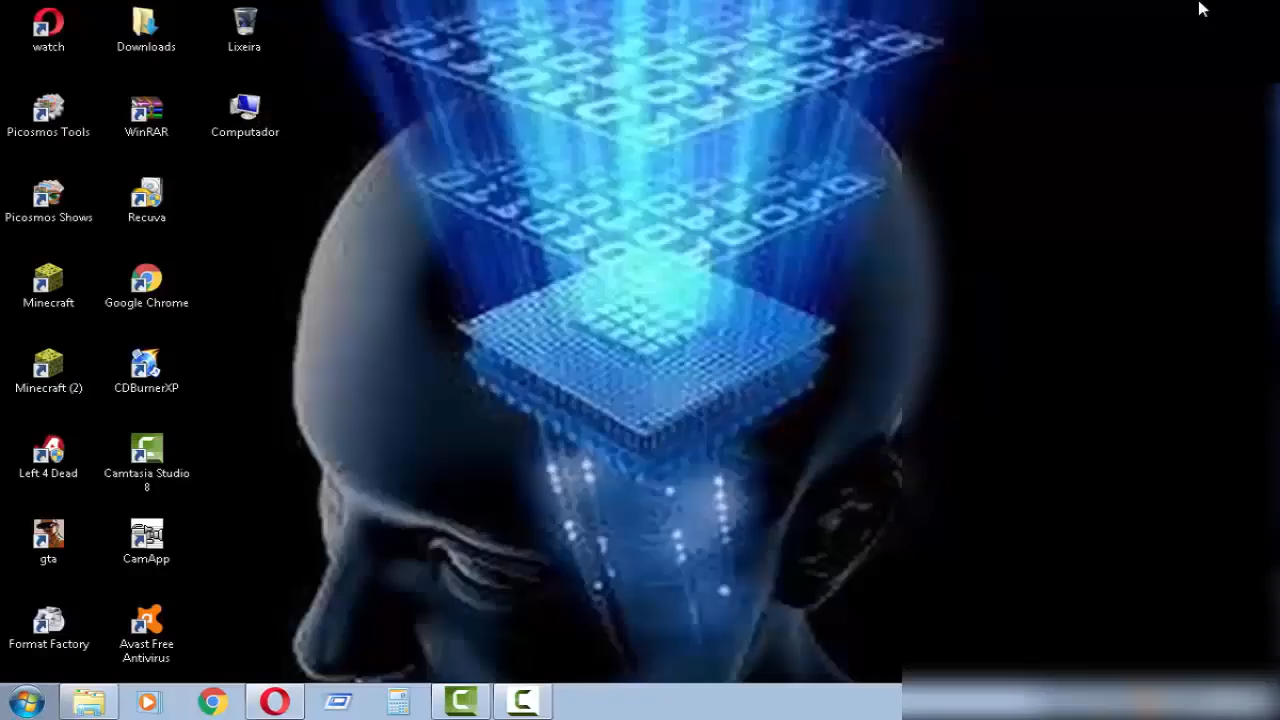 watch
Downloads
Lixeira
Picosmos Tools
WinRAR
Computador
Picosmos Shows
Recuva
Minecraft
Google Chrome
Minecraft (2)
CDBurnerXP
Left 4 Dead
Camtasia Studio
8
gta
CamApp
Format Factory
Avast Free
Antivirus